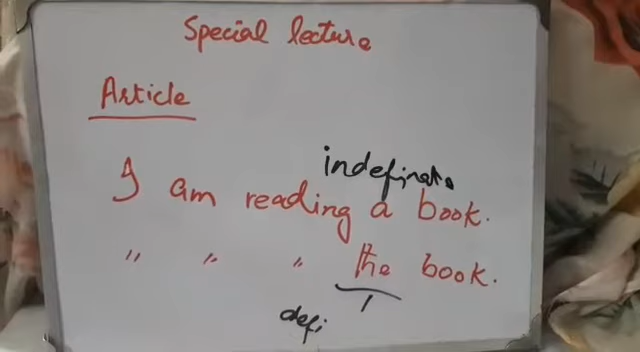 Special lecture
Article
indefinate
I am reading a book.
" " " the book.
defi